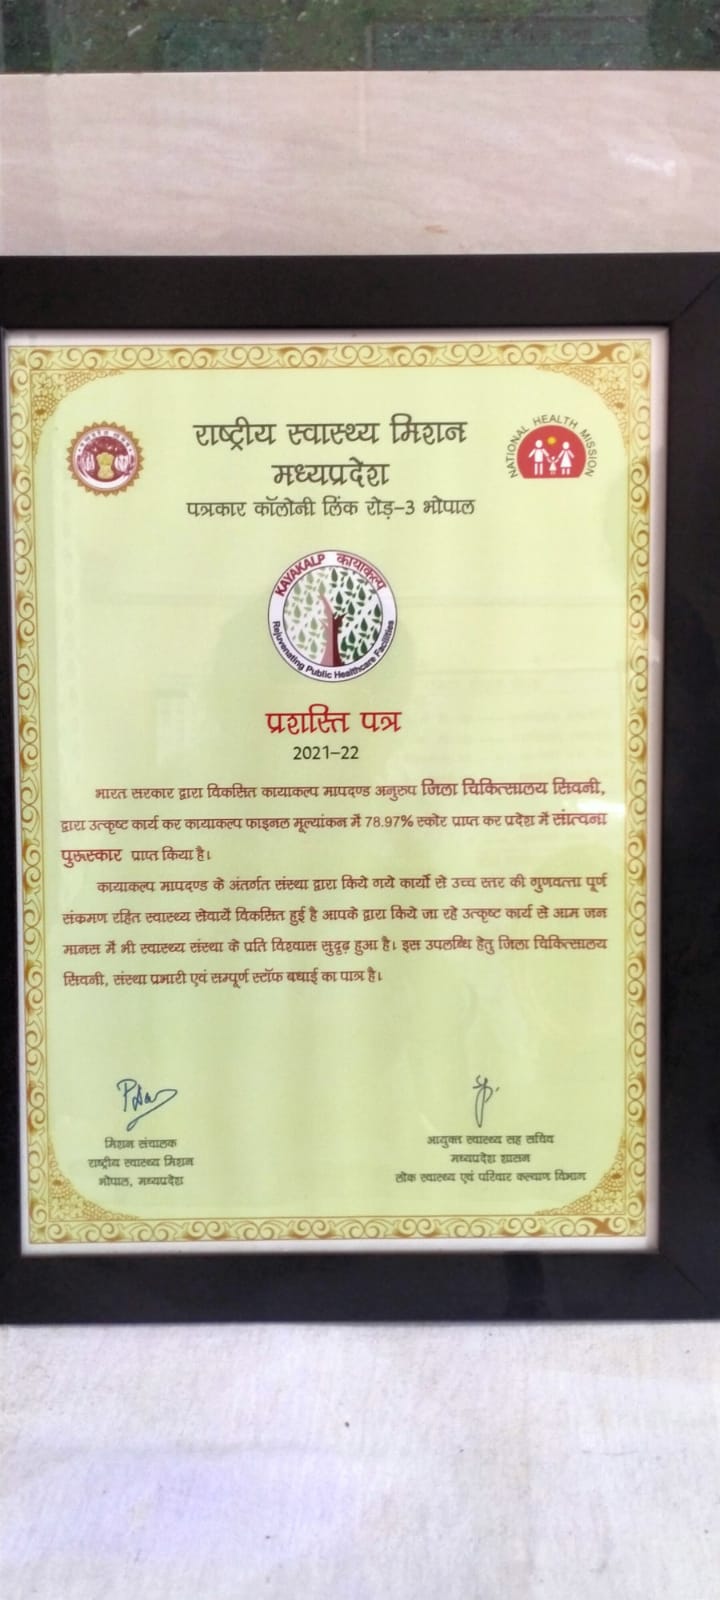 राष्ट्रीय स्वास्थ्य मिशन
मध्यप्रदेश
पत्रकार कॉलोनी लिंक रोड़-3 भोपाल
NATIONAL HEALTH MISSION
KAYAKALP कायाकल्प
Rejuvenating Public Healthcare Facilities
प्रशस्ति पत्र
2021-22
भारत सरकार द्वारा विकसित कायाकल्प मापदण्ड अनुरुप जिला चिकित्सालय सिवनी,
द्वारा उत्कृष्ट कार्य कर कायाकल्प फाइनल मूल्यांकन में 78.97% स्कोर प्राप्त कर प्रदेश में सांत्वना
पुरूस्कार प्राप्त किया है।
कायाकल्प मापदण्ड के अंतर्गत संस्था द्वारा किये गये कार्यो से उच्च स्तर की गुणवत्ता पूर्ण
संक्रमण रहित स्वास्थ्य सेवायें विकसित हुई है आपके द्वारा किये जा रहे उत्कृष्ट कार्य से आम जन
मानस में भी स्वास्थ्य संस्था के प्रति विश्वास सुदृढ़ हुआ है। इस उपलब्धि हेतु जिला चिकित्सालय
सिवनी, संस्था प्रभारी एवं सम्पूर्ण स्टॉफ बधाई का पात्र है।
मिशन संचालक
राष्ट्रीय स्वास्थ्य मिशन
भोपाल, मध्यप्रदेश
आयुक्त स्वास्थ्य सह सचिव
मध्यप्रदेश शासन
लोक स्वास्थ्य एवं परिवार कल्याण विभाग